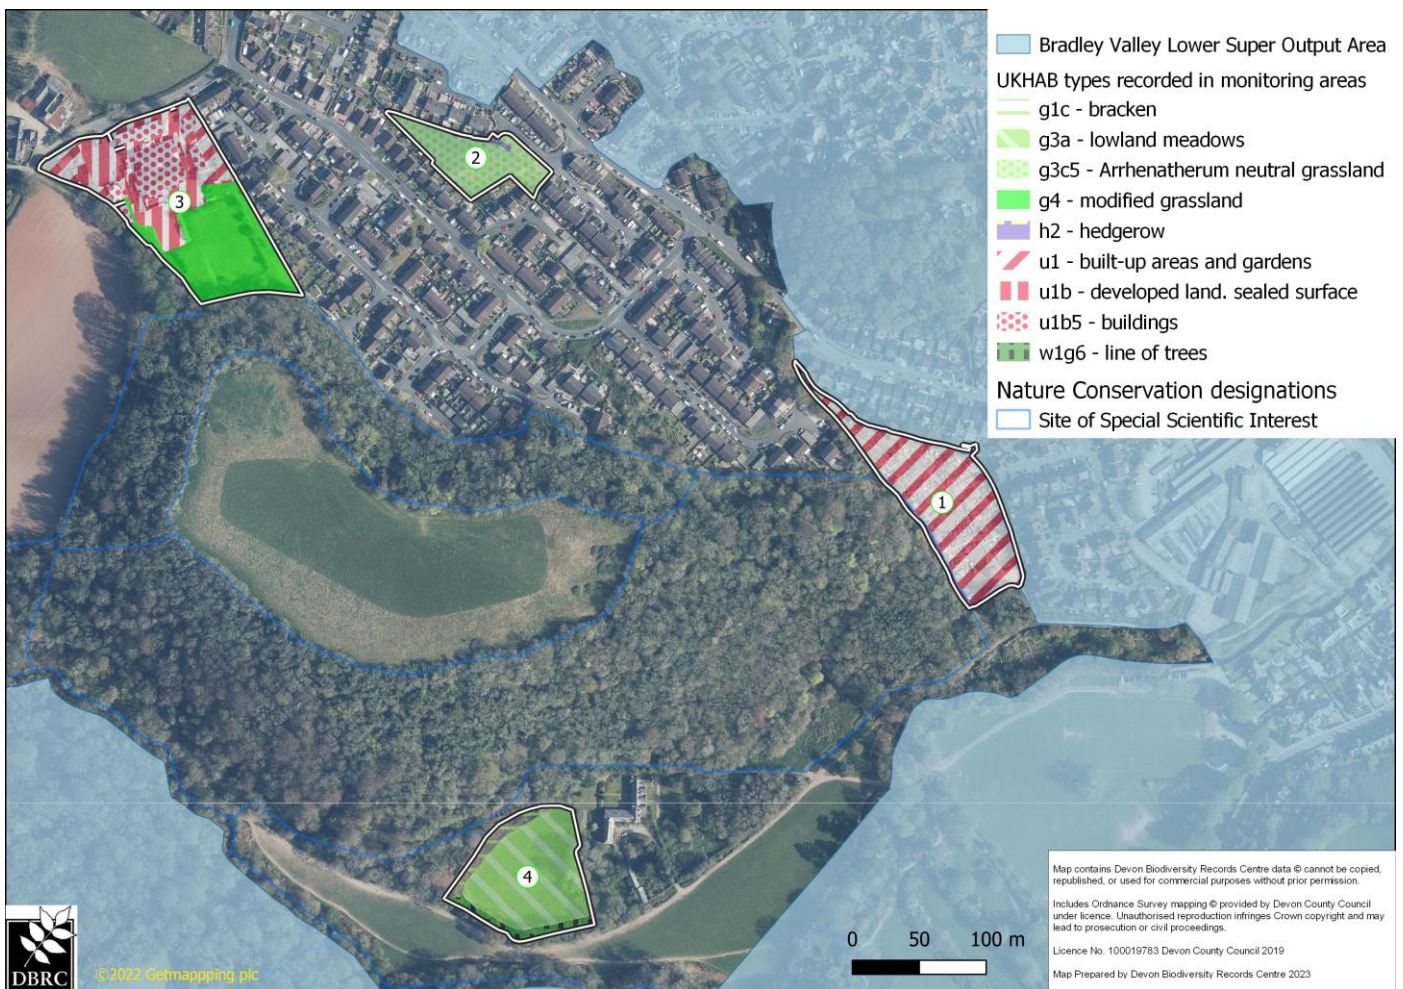 Bradley Valley Lower Super Output Area
UKHAB types recorded in monitoring areas
g1c - bracken
g3a - lowland meadows
g3c5 - Arrhenatherum neutral grassland
g4 - modified grassland
h2 - hedgerow
u1 - built-up areas and gardens
u1b - developed land. sealed surface
u1b5 - buildings
w1g6 - line of trees
Nature Conservation designations
Site of Special Scientific Interest
2
3
1
4
0 50 100 m
Map contains Devon Biodiversity Records Centre data © cannot be copied,
republished, or used for commercial purposes without prior permission.
Includes Ordnance Survey mapping © provided by Devon County Council
under licence. Unauthorised reproduction infringes Crown copyright and may
lead to prosecution or civil proceedings.
Licence No. 100019783 Devon County Council 2019
Map Prepared by Devon Biodiversity Records Centre 2023
DBRC
©2022 Getmappping plc